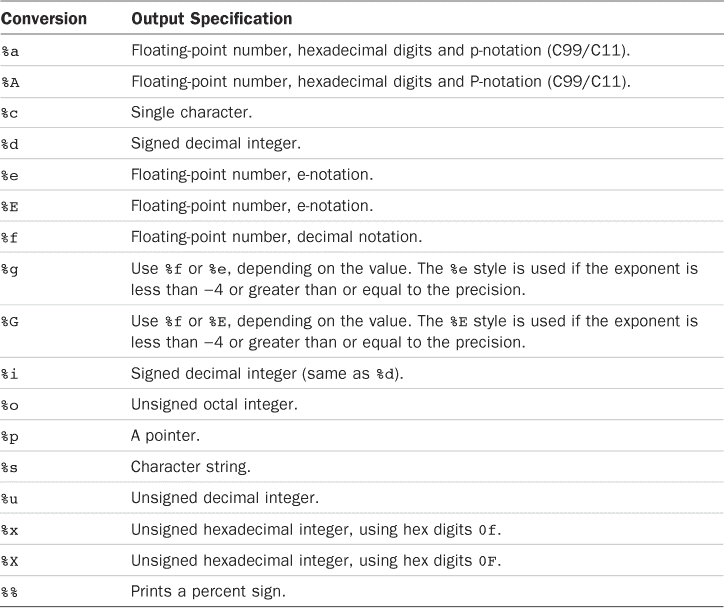 Conversion Output Specification
%a Floating-point number, hexadecimal digits and p-notation (C99/C11).
%A Floating-point number, hexadecimal digits and P-notation (C99/C11).
%c Single character.
%d Signed decimal integer.
%e Floating-point number, e-notation.
%E Floating-point number, e-notation.
%f Floating-point number, decimal notation.
%g Use %f or %e, depending on the value. The %e style is used if the exponent is
less than −4 or greater than or equal to the precision.
%G Use %f or %E, depending on the value. The %E style is used if the exponent is
less than −4 or greater than or equal to the precision.
%i Signed decimal integer (same as %d).
%o Unsigned octal integer.
%p A pointer.
%s Character string.
%u Unsigned decimal integer.
%x Unsigned hexadecimal integer, using hex digits 0f.
%X Unsigned hexadecimal integer, using hex digits 0F.
%% Prints a percent sign.